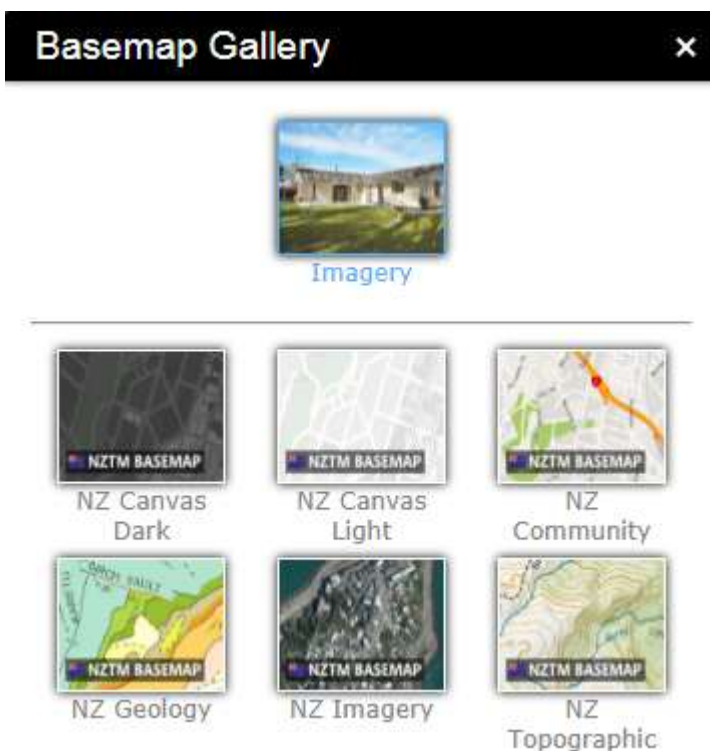 Basemap Gallery ×
Imagery
NZTM BASEMAP
NZTM BASEMAP
NZTM BASEMAP
NZ Canvas
Dark
NZ Canvas
Light
NZ
Community
NZTM BASEMAP
NZTM BASEMAP
NZTM BASEMAP
NZ Geology
NZ Imagery
NZ
Topographic